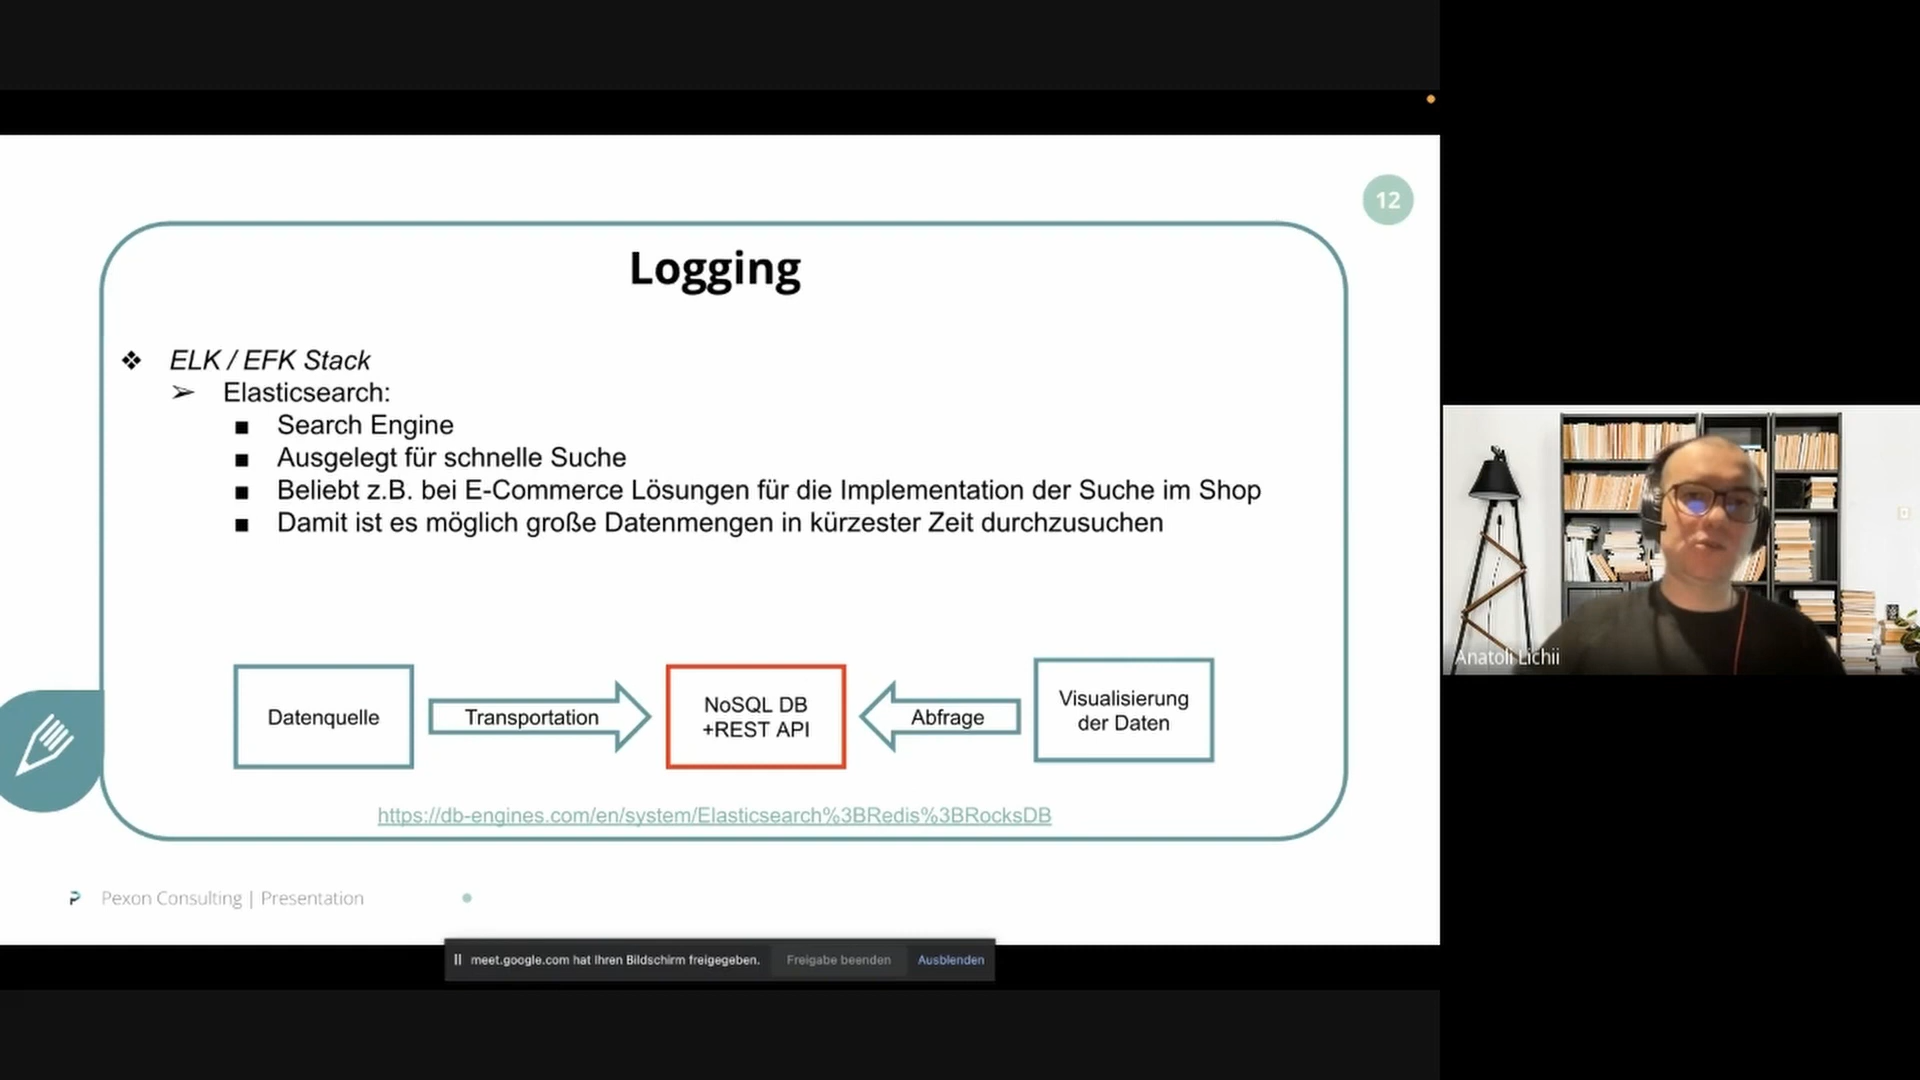 12
Logging
❖ ELK / EFK Stack
➢ Elasticsearch:
■ Search Engine
■ Ausgelegt für schnelle Suche
■ Beliebt z.B. bei E-Commerce Lösungen für die Implementation der Suche im Shop
■ Damit ist es möglich große Datenmengen in kürzester Zeit durchzusuchen
Datenquelle
Transportation
NoSQL DB
+REST API
Abfrage
Visualisierung
der Daten
https://db-engines.com/en/system/Elasticsearch%3BRedis%3BRocksDB
Pexon Consulting | Presentation
meet.google.com hat Ihren Bildschirm freigegeben.
Freigabe beenden
Ausblenden
Anatoli Lichii